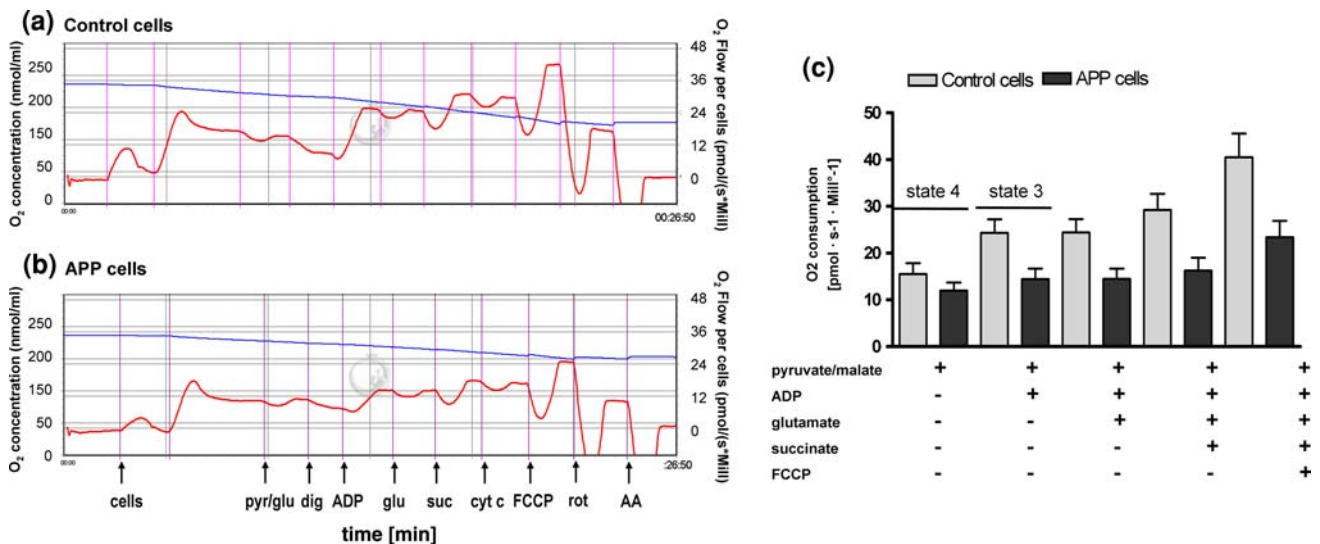 (a) Control cells
O2 concentration (nmol/ml)
250
200
150
100
50
0
O2 Flow per cells (pmol/(s*Mill)
48
36
24
12
0
00:00
00:26:50
(b) APP cells
O2 concentration (nmol/ml)
250
200
150
100
50
0
O2 Flow per cells (pmol/(s*Mill)
48
36
24
12
0
00:00
:26:50
cells pyr/glu dig ADP glu suc cyt c FCCP rot AA
time [min]
(c)
Control cells APP cells
O2 consumption
[pmol · s-1 · Mill°-1]
50
40
30
20
10
0
state 4 state 3
pyruvate/malate + + + + +
ADP - + + + +
glutamate - - + + +
succinate - - - + +
FCCP - - - - +